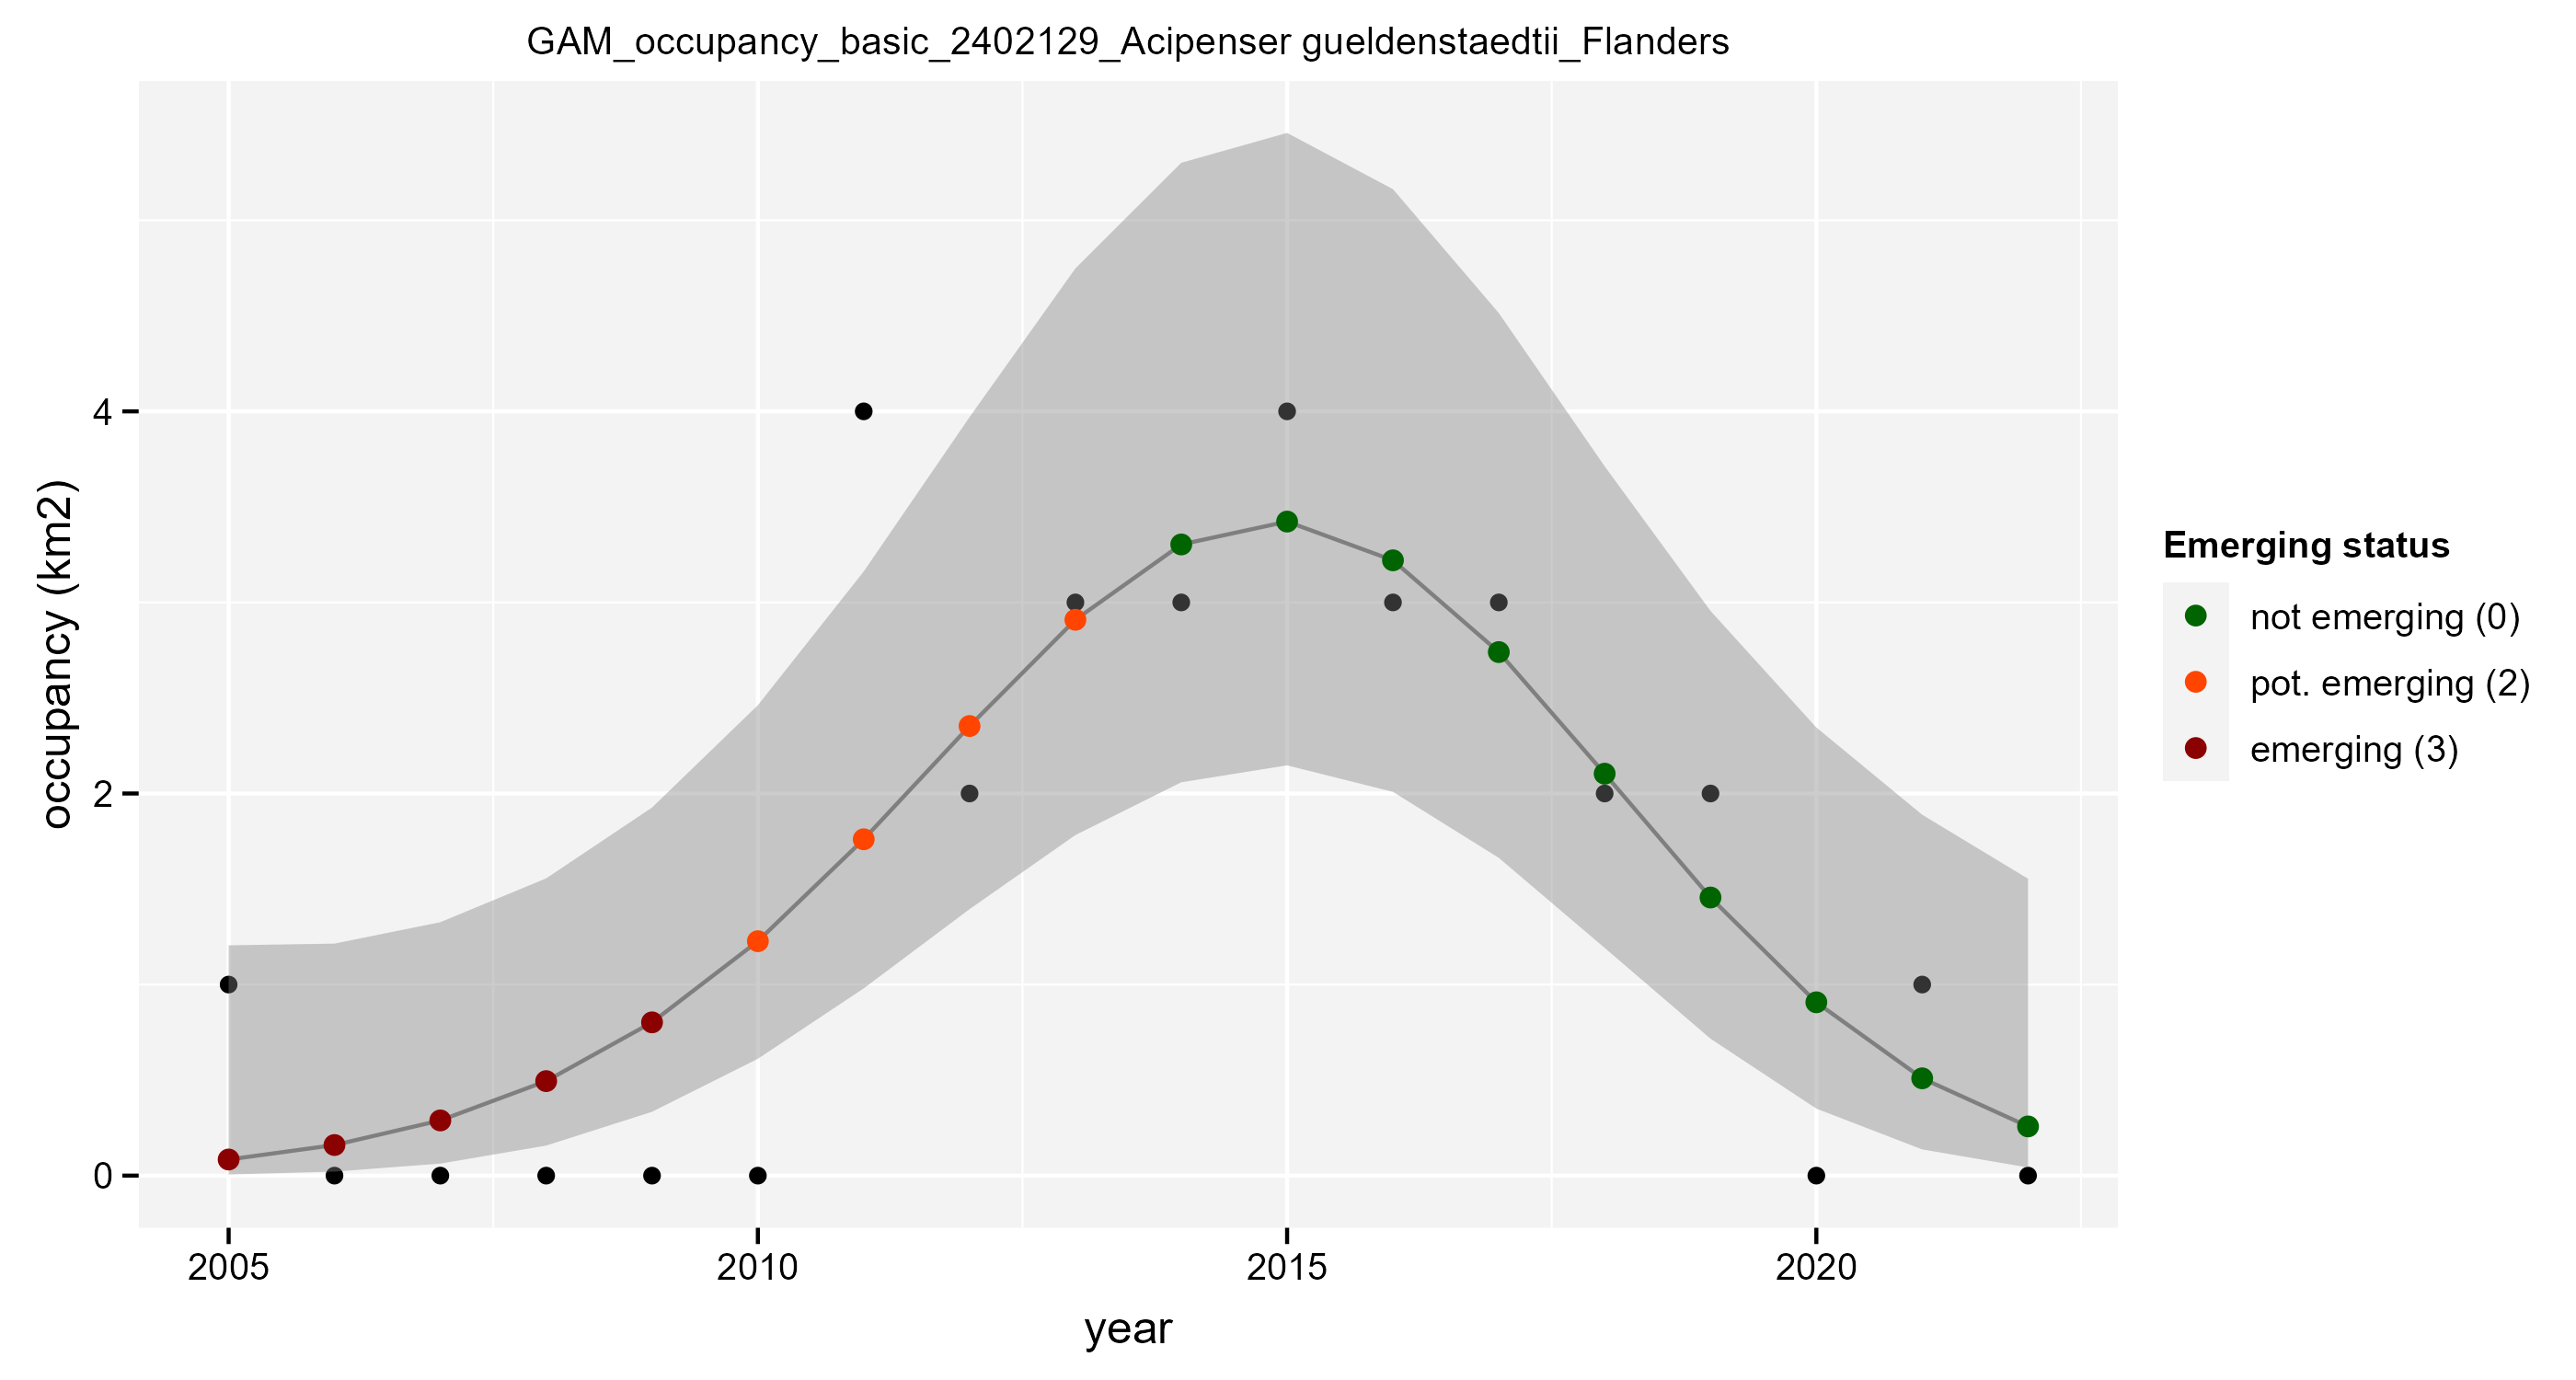 GAM_occupancy_basic_2402129_Acipenser gueldenstaedtii_Flanders
occupancy (km2)
4
2
0
2005
2010
2015
2020
year
Emerging status
not emerging (0)
pot. emerging (2)
emerging (3)